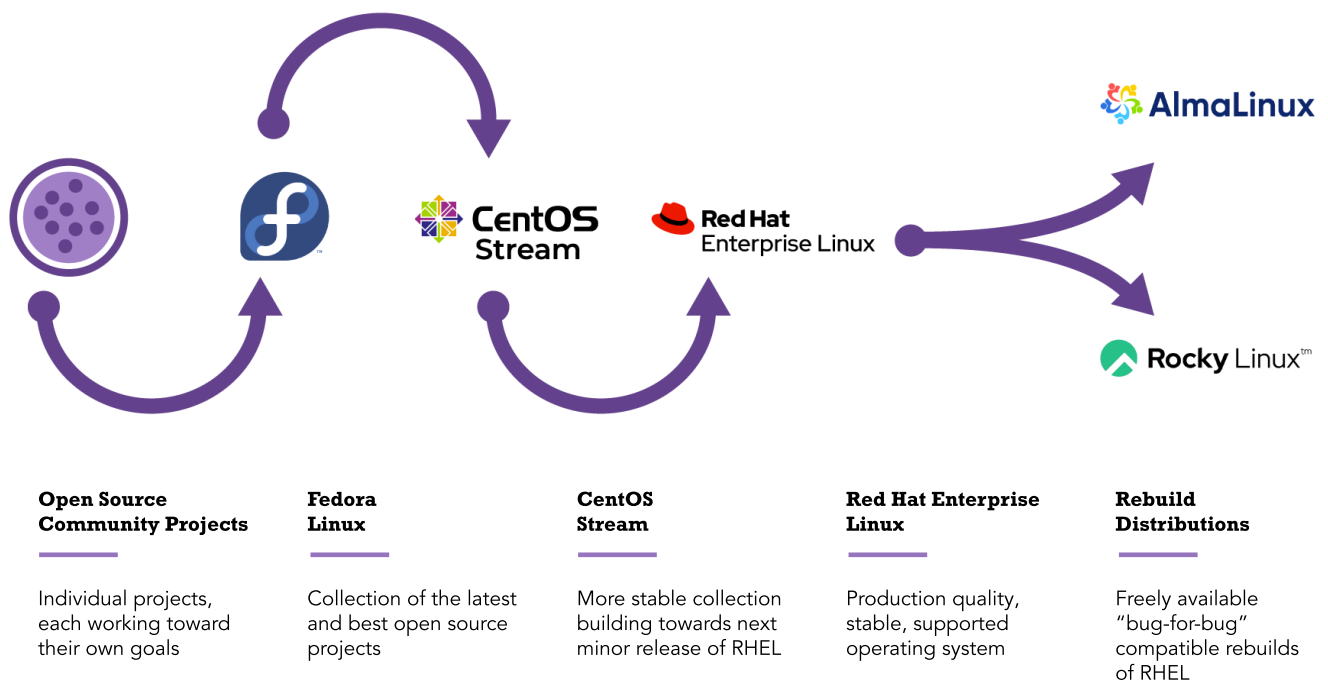 AlmaLinux
CentOS
Stream
Red Hat
Enterprise Linux
Rocky Linux™
Open Source
Community Projects
Individual projects,
each working toward
their own goals
Fedora
Linux
Collection of the latest
and best open source
projects
CentOS
Stream
More stable collection
building towards next
minor release of RHEL
Red Hat Enterprise
Linux
Production quality,
stable, supported
operating system
Rebuild
Distributions
Freely available
“bug-for-bug”
compatible rebuilds
of RHEL